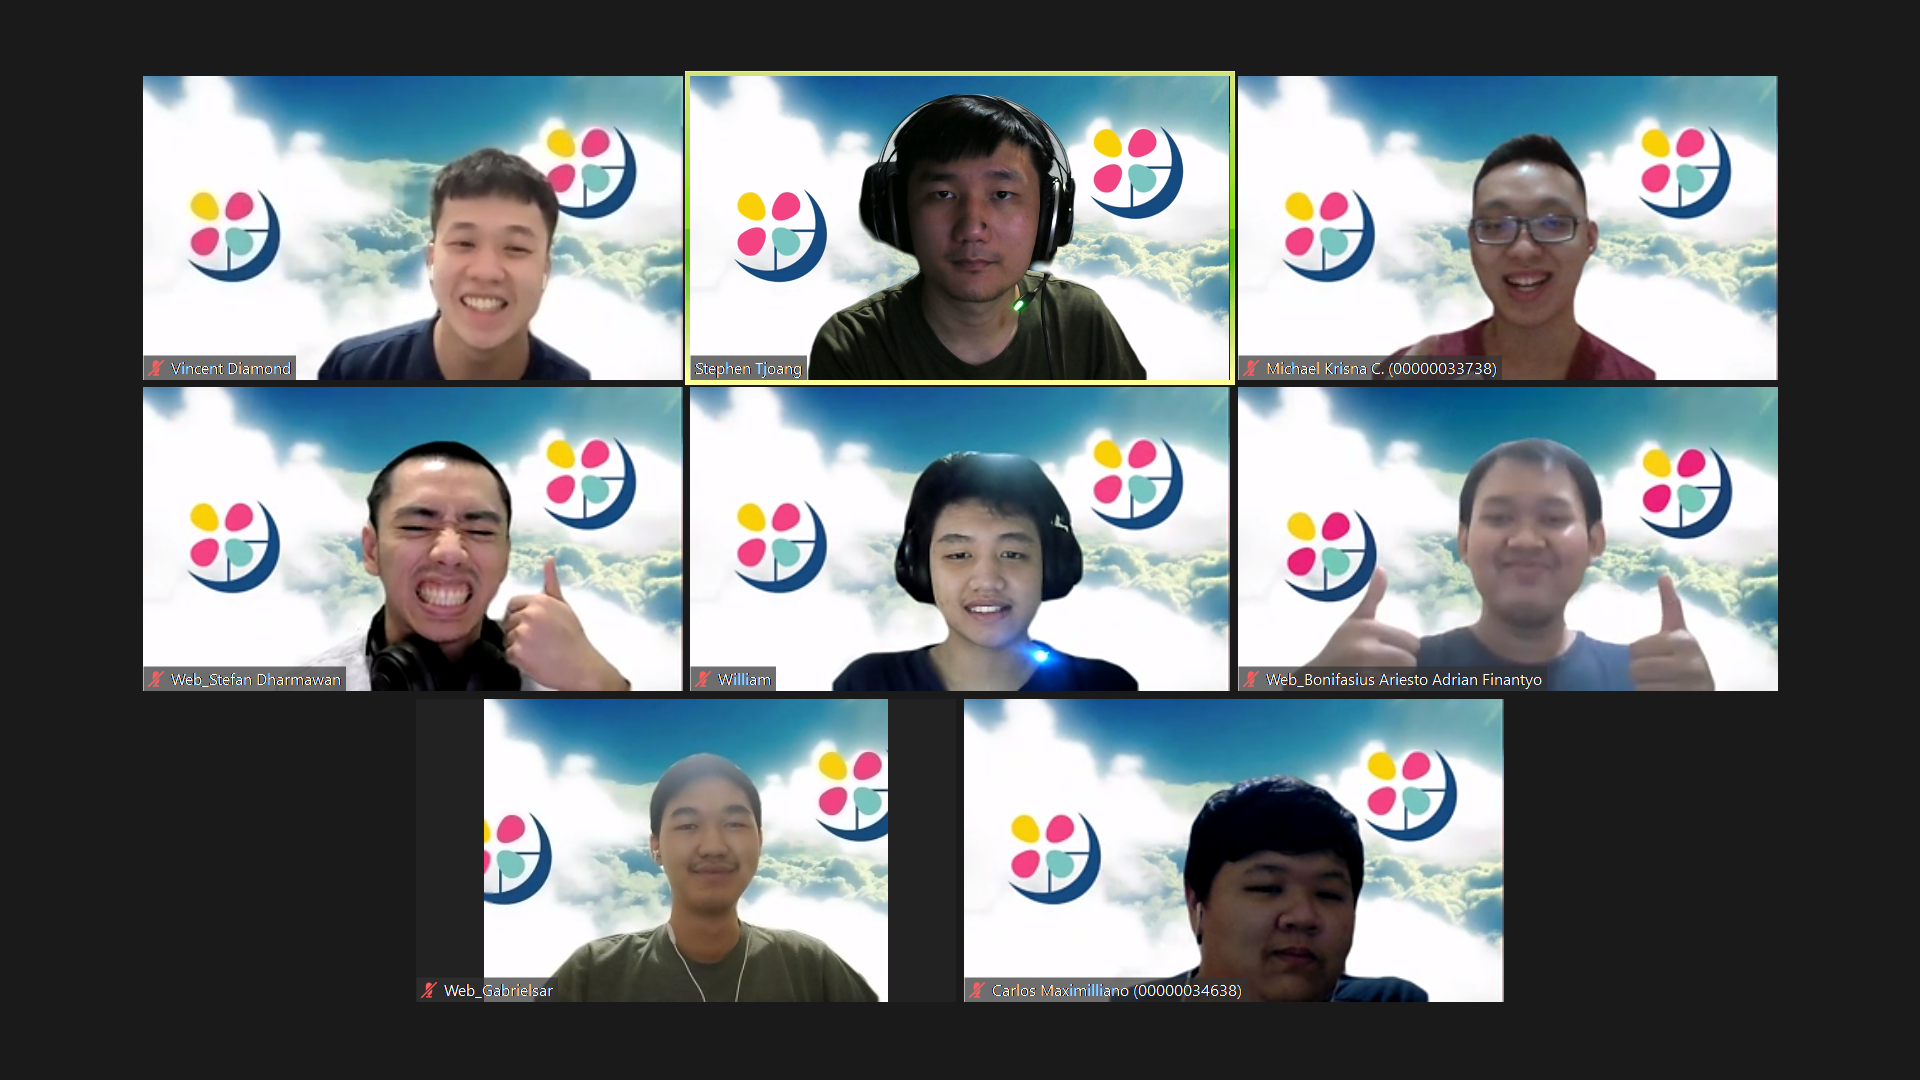 Vincent Diamond
Stephen Tjoang
Michael Krisna C. (00000033738)
Web_Stefan Dharmawan
William
Web_Bonifasius Ariesto Adrian Finantyo
Web_Gabrielsar
Carlos Maximilliano (00000034638)